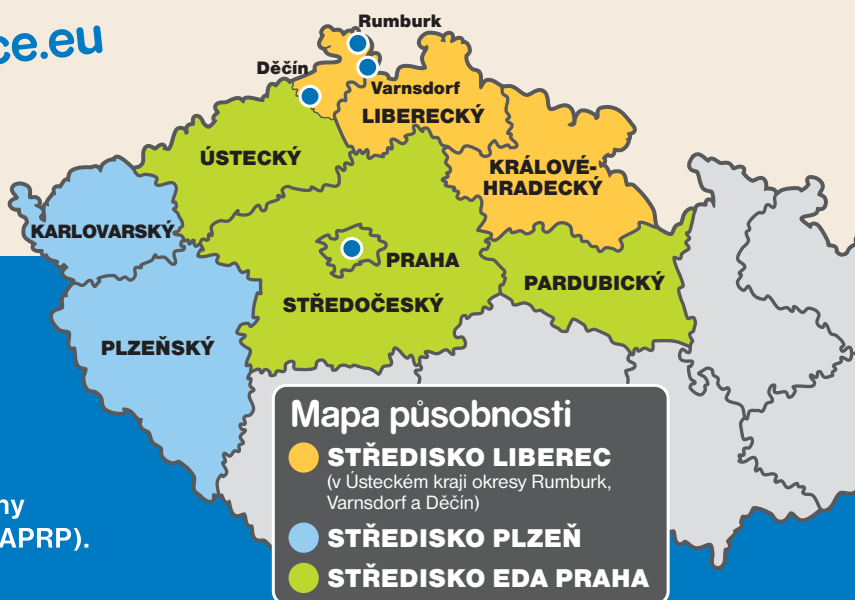 ce.eu
Rumburk
Děčín
Varnsdorf
LIBERECKÝ
ÚSTECKÝ
KRÁLOVÉ-
HRADECKÝ
KARLOVARSKÝ
PRAHA
PARDUBICKÝ
STŘEDOČESKÝ
PLZEŇSKÝ
Mapa působnosti
STŘEDISKO LIBEREC
(v Ústeckém kraji okresy Rumburk,
Varnsdorf a Děčín)
STŘEDISKO PLZEŇ
STŘEDISKO EDA PRAHA
ny
APRP).